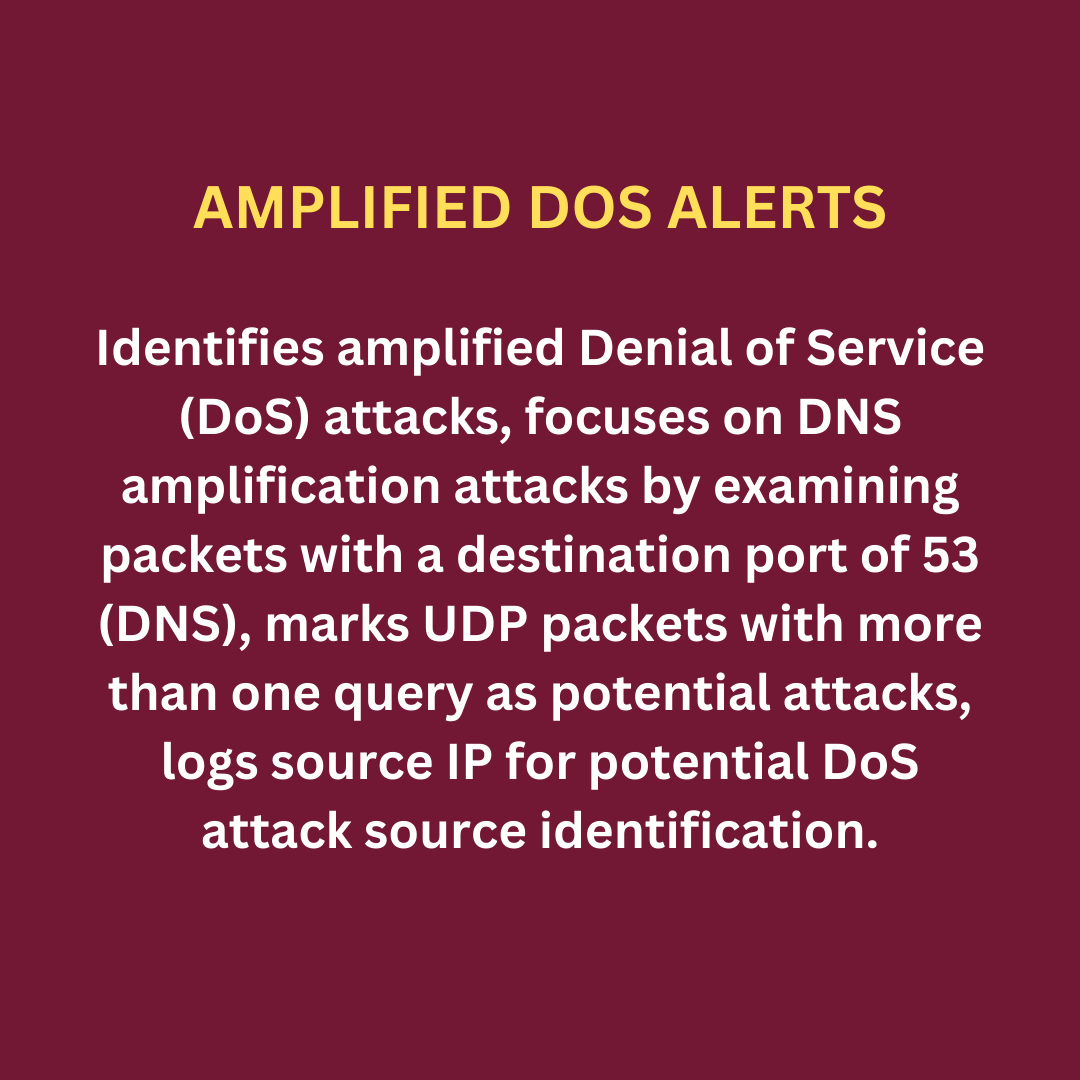 AMPLIFIED DOS ALERTS
Identifies amplified Denial of Service
(DoS) attacks, focuses on DNS
amplification attacks by examining
packets with a destination port of 53
(DNS), marks UDP packets with more
than one query as potential attacks,
logs source IP for potential DoS
attack source identification.